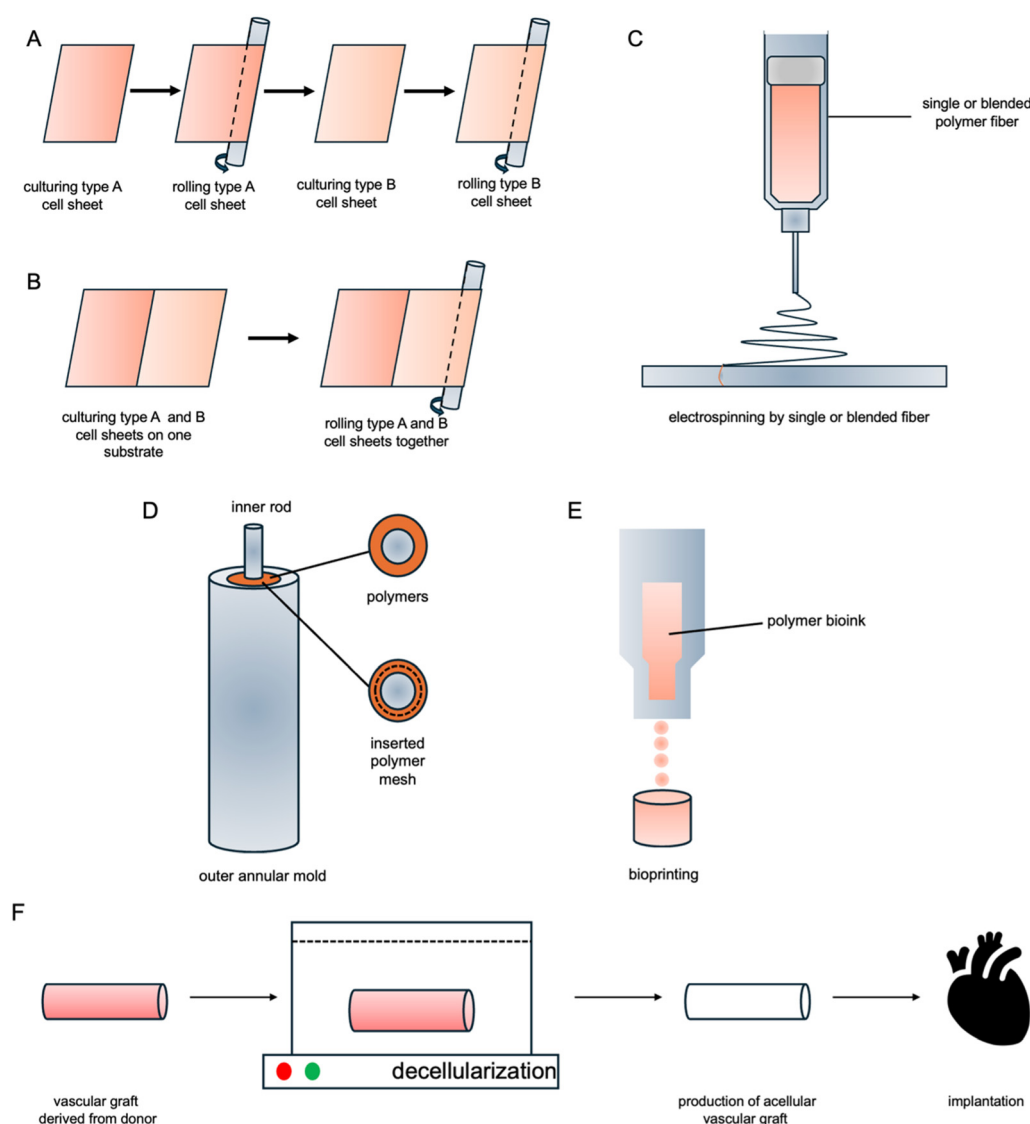 A
culturing type A
cell sheet
rolling type A
cell sheet
culturing type B
cell sheet
rolling type B
cell sheet
B
culturing type A and B
cell sheets on one
substrate
rolling type A and B
cell sheets together
C
single or blended
polymer fiber
electrospinning by single or blended fiber
D
inner rod
polymers
inserted
polymer
mesh
outer annular mold
E
polymer bioink
bioprinting
F
decellularization
vascular graft
derived from donor
production of acellular
vascular graft
implantation